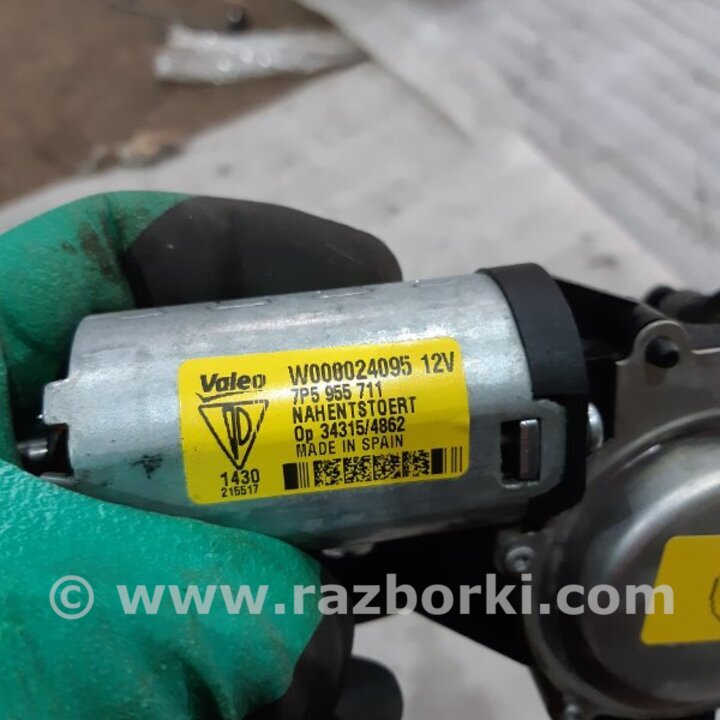 Valeo
W000024095 12V
7P5 955 711
NAHENTSTOERT
Op 34315/4862
MADE IN SPAIN
1430
215517
© www.razborki.com